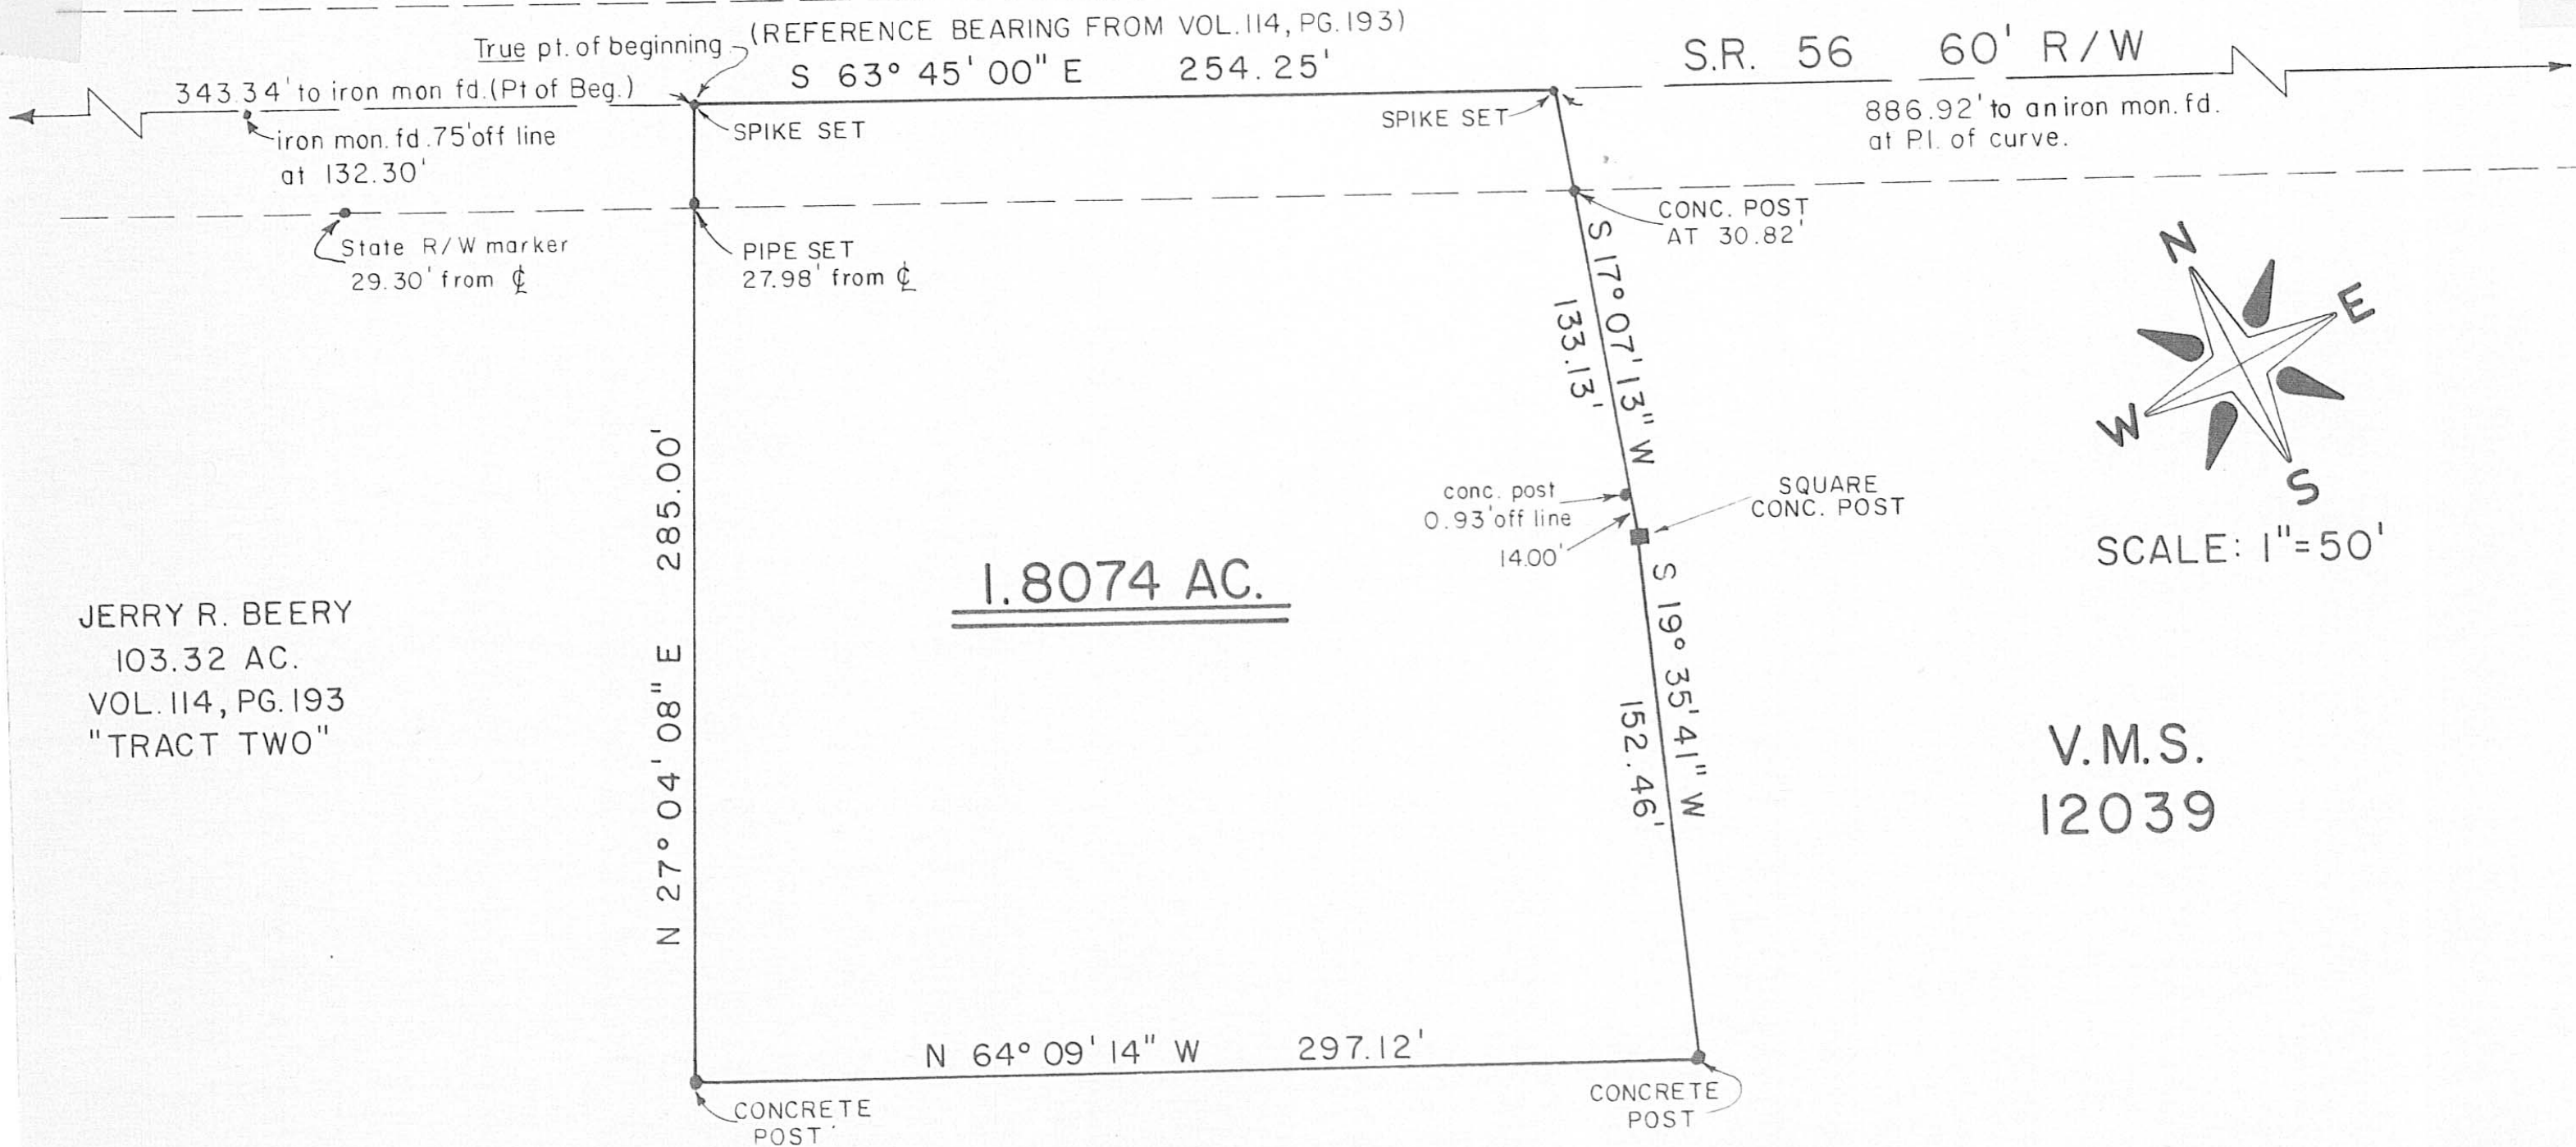 (REFERENCE BEARING FROM VOL.114, PG.193)
True pt. of beginning
S 63° 45' 00" E 254.25'
S.R. 56 60' R/W
343.34' to iron mon fd.(Pt of Beg.)
SPIKE SET
SPIKE SET
886.92' to an iron mon. fd.
at P.I. of curve.
iron mon. fd .75'off line
at 132.30'
State R/W marker
29.30' from ℄
PIPE SET
27.98' from ℄
CONC. POST
AT 30.82'
S 17° 07' 13" W
133.13'
N
E
W
S
SCALE: 1"=50'
conc. post
0.93'off line
14.00'
SQUARE
CONC. POST
1.8074 AC.
N 27° 04' 08" E 285.00'
S 19° 35' 41" W
152.46'
JERRY R. BEERY
103.32 AC.
VOL. 114, PG. 193
"TRACT TWO"
V.M.S.
12039
N 64° 09' 14" W 297.12'
CONCRETE
POST
CONCRETE
POST